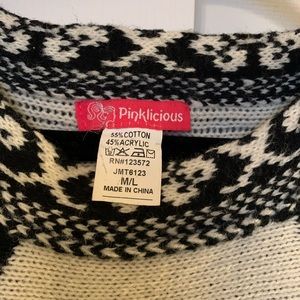 Pinklicious
55%COTTON
45%ACRYLIC
RN#123572
JMT6123
M/L
MADE IN CHINA